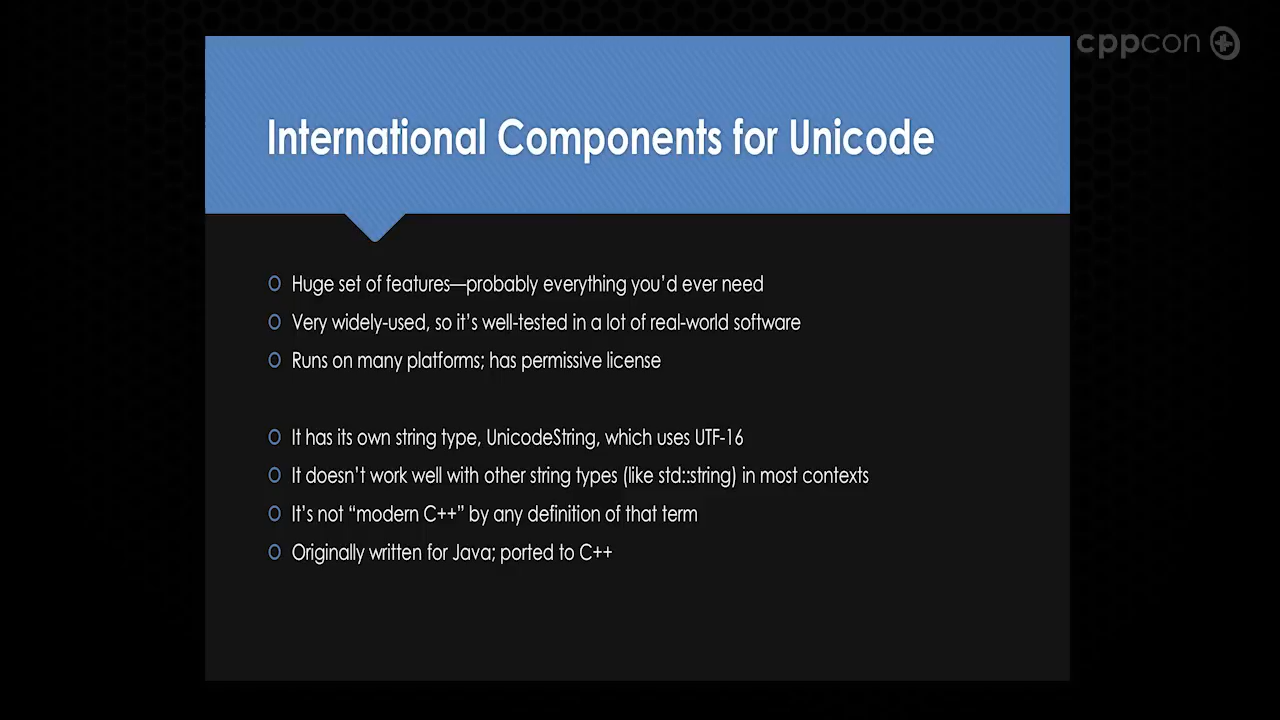 cppcon
International Components for Unicode
Huge set of features—probably everything you’d ever need
Very widely-used, so it’s well-tested in a lot of real-world software
Runs on many platforms; has permissive license
It has its own string type, UnicodeString, which uses UTF-16
It doesn’t work well with other string types (like std::string) in most contexts
It’s not “modern C++” by any definition of that term
Originally written for Java; ported to C++